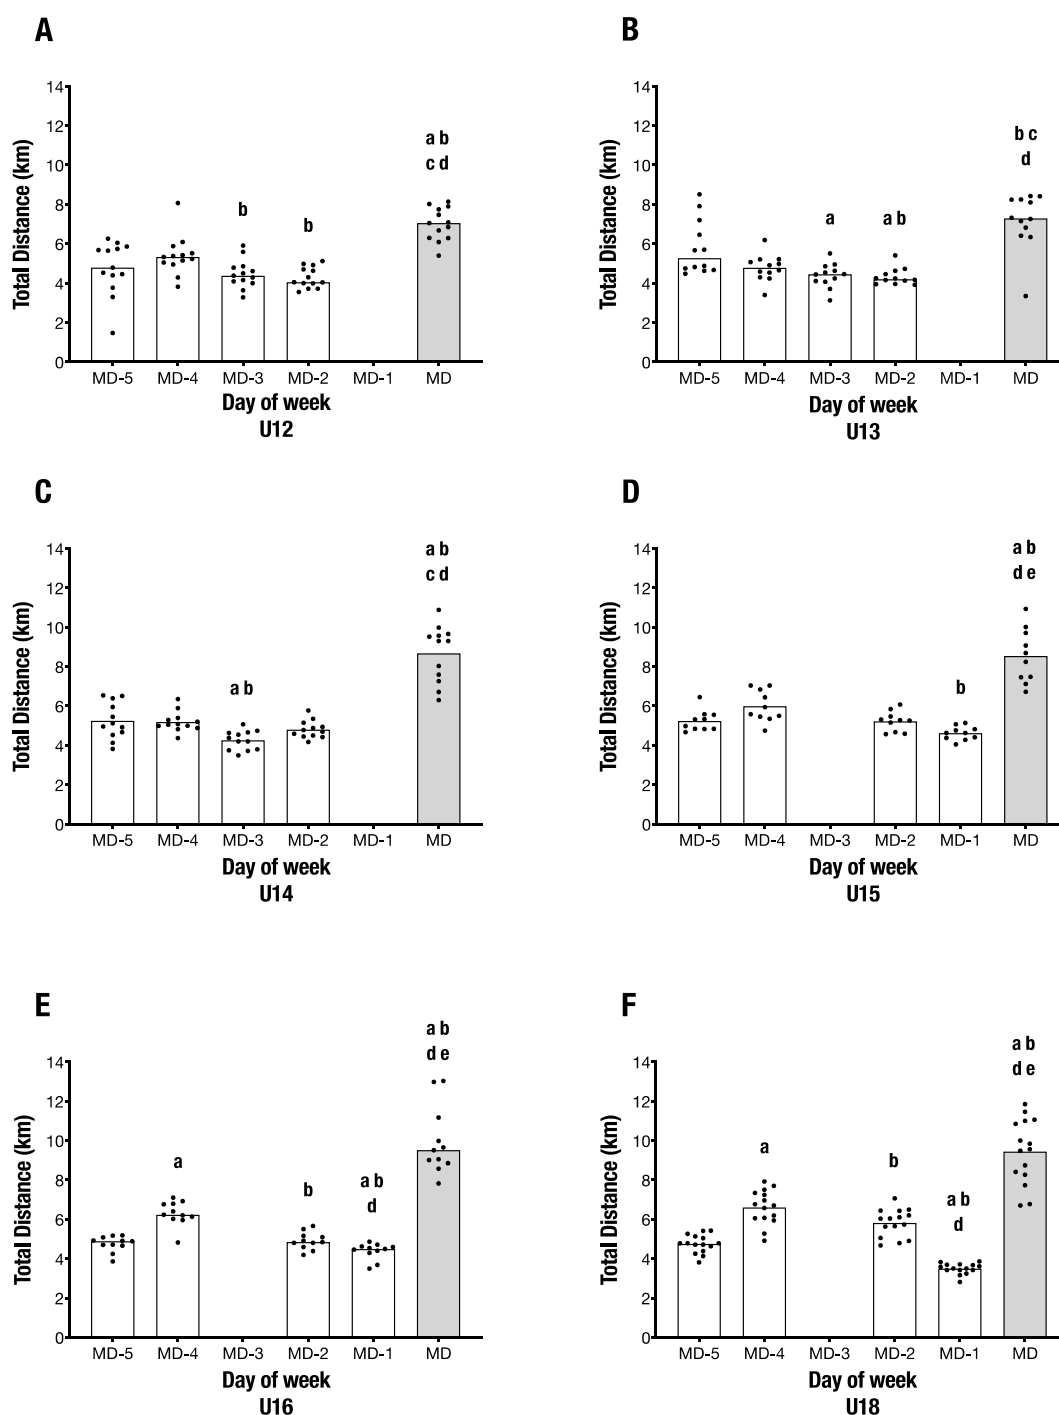 A
Total Distance (km)
14
12
10
8
6
4
2
0
b
b
a b
c d
MD-5 MD-4 MD-3 MD-2 MD-1 MD
Day of week
U12
B
Total Distance (km)
14
12
10
8
6
4
2
0
a
a b
b c
d
MD-5 MD-4 MD-3 MD-2 MD-1 MD
Day of week
U13
C
Total Distance (km)
14
12
10
8
6
4
2
0
a b
a b
c d
MD-5 MD-4 MD-3 MD-2 MD-1 MD
Day of week
U14
D
Total Distance (km)
14
12
10
8
6
4
2
0
b
a b
d e
MD-5 MD-4 MD-3 MD-2 MD-1 MD
Day of week
U15
E
Total Distance (km)
14
12
10
8
6
4
2
0
a
b
a b
d
a b
d e
MD-5 MD-4 MD-3 MD-2 MD-1 MD
Day of week
U16
F
Total Distance (km)
14
12
10
8
6
4
2
0
a
b
a b
d
a b
d e
MD-5 MD-4 MD-3 MD-2 MD-1 MD
Day of week
U18